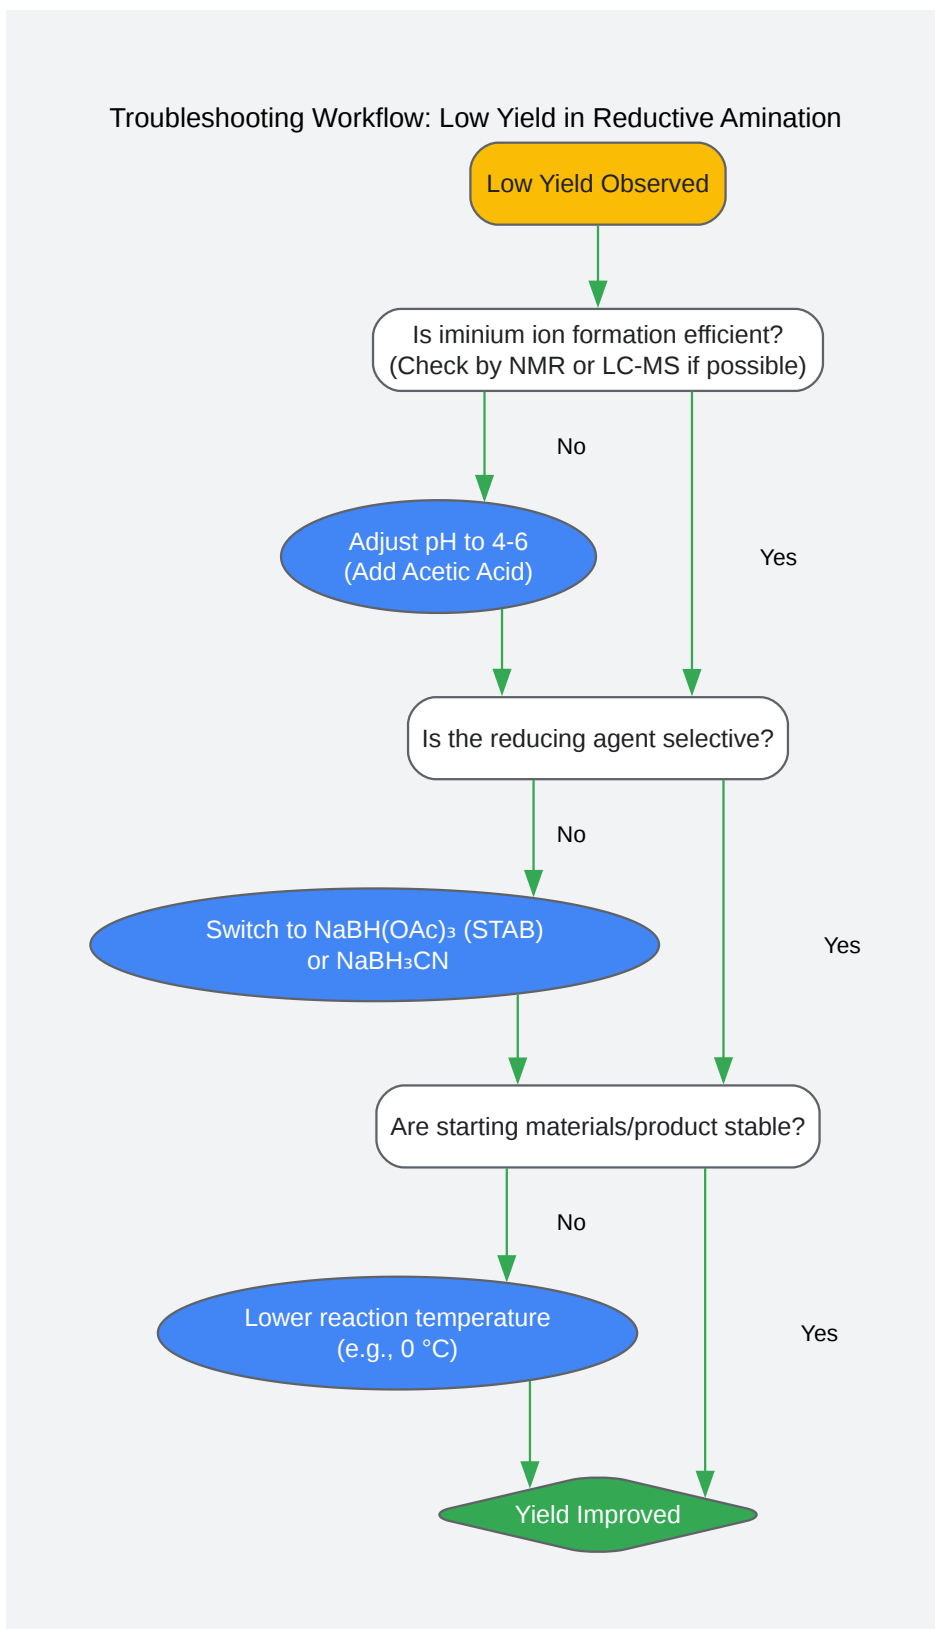 Troubleshooting Workflow: Low Yield in Reductive Amination
Low Yield Observed
Is iminium ion formation efficient?
(Check by NMR or LC-MS if possible)
No
Adjust pH to 4-6
(Add Acetic Acid)
Yes
Is the reducing agent selective?
No
Switch to NaBH(OAc)₃ (STAB)
or NaBH₃CN
Yes
Are starting materials/product stable?
No
Lower reaction temperature
(e.g., 0 °C)
Yes
Yield Improved